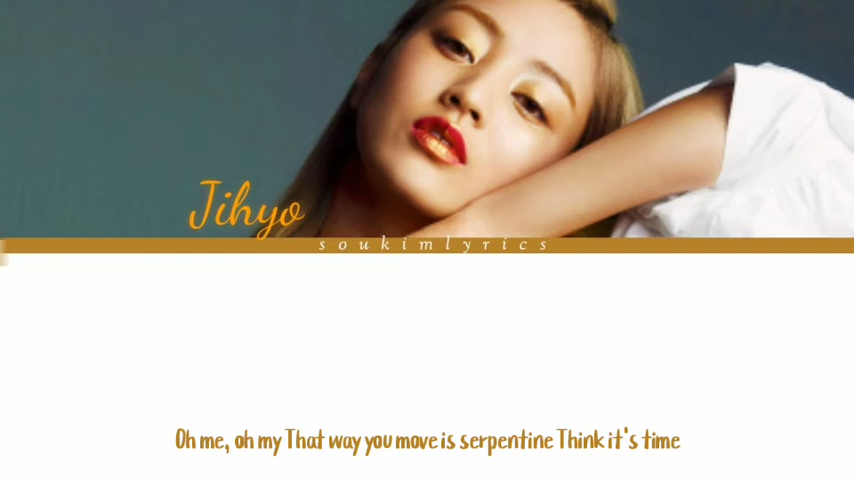 Jihyo
soukimlyrics
Oh me, oh my That way you move is serpentine Think it's time